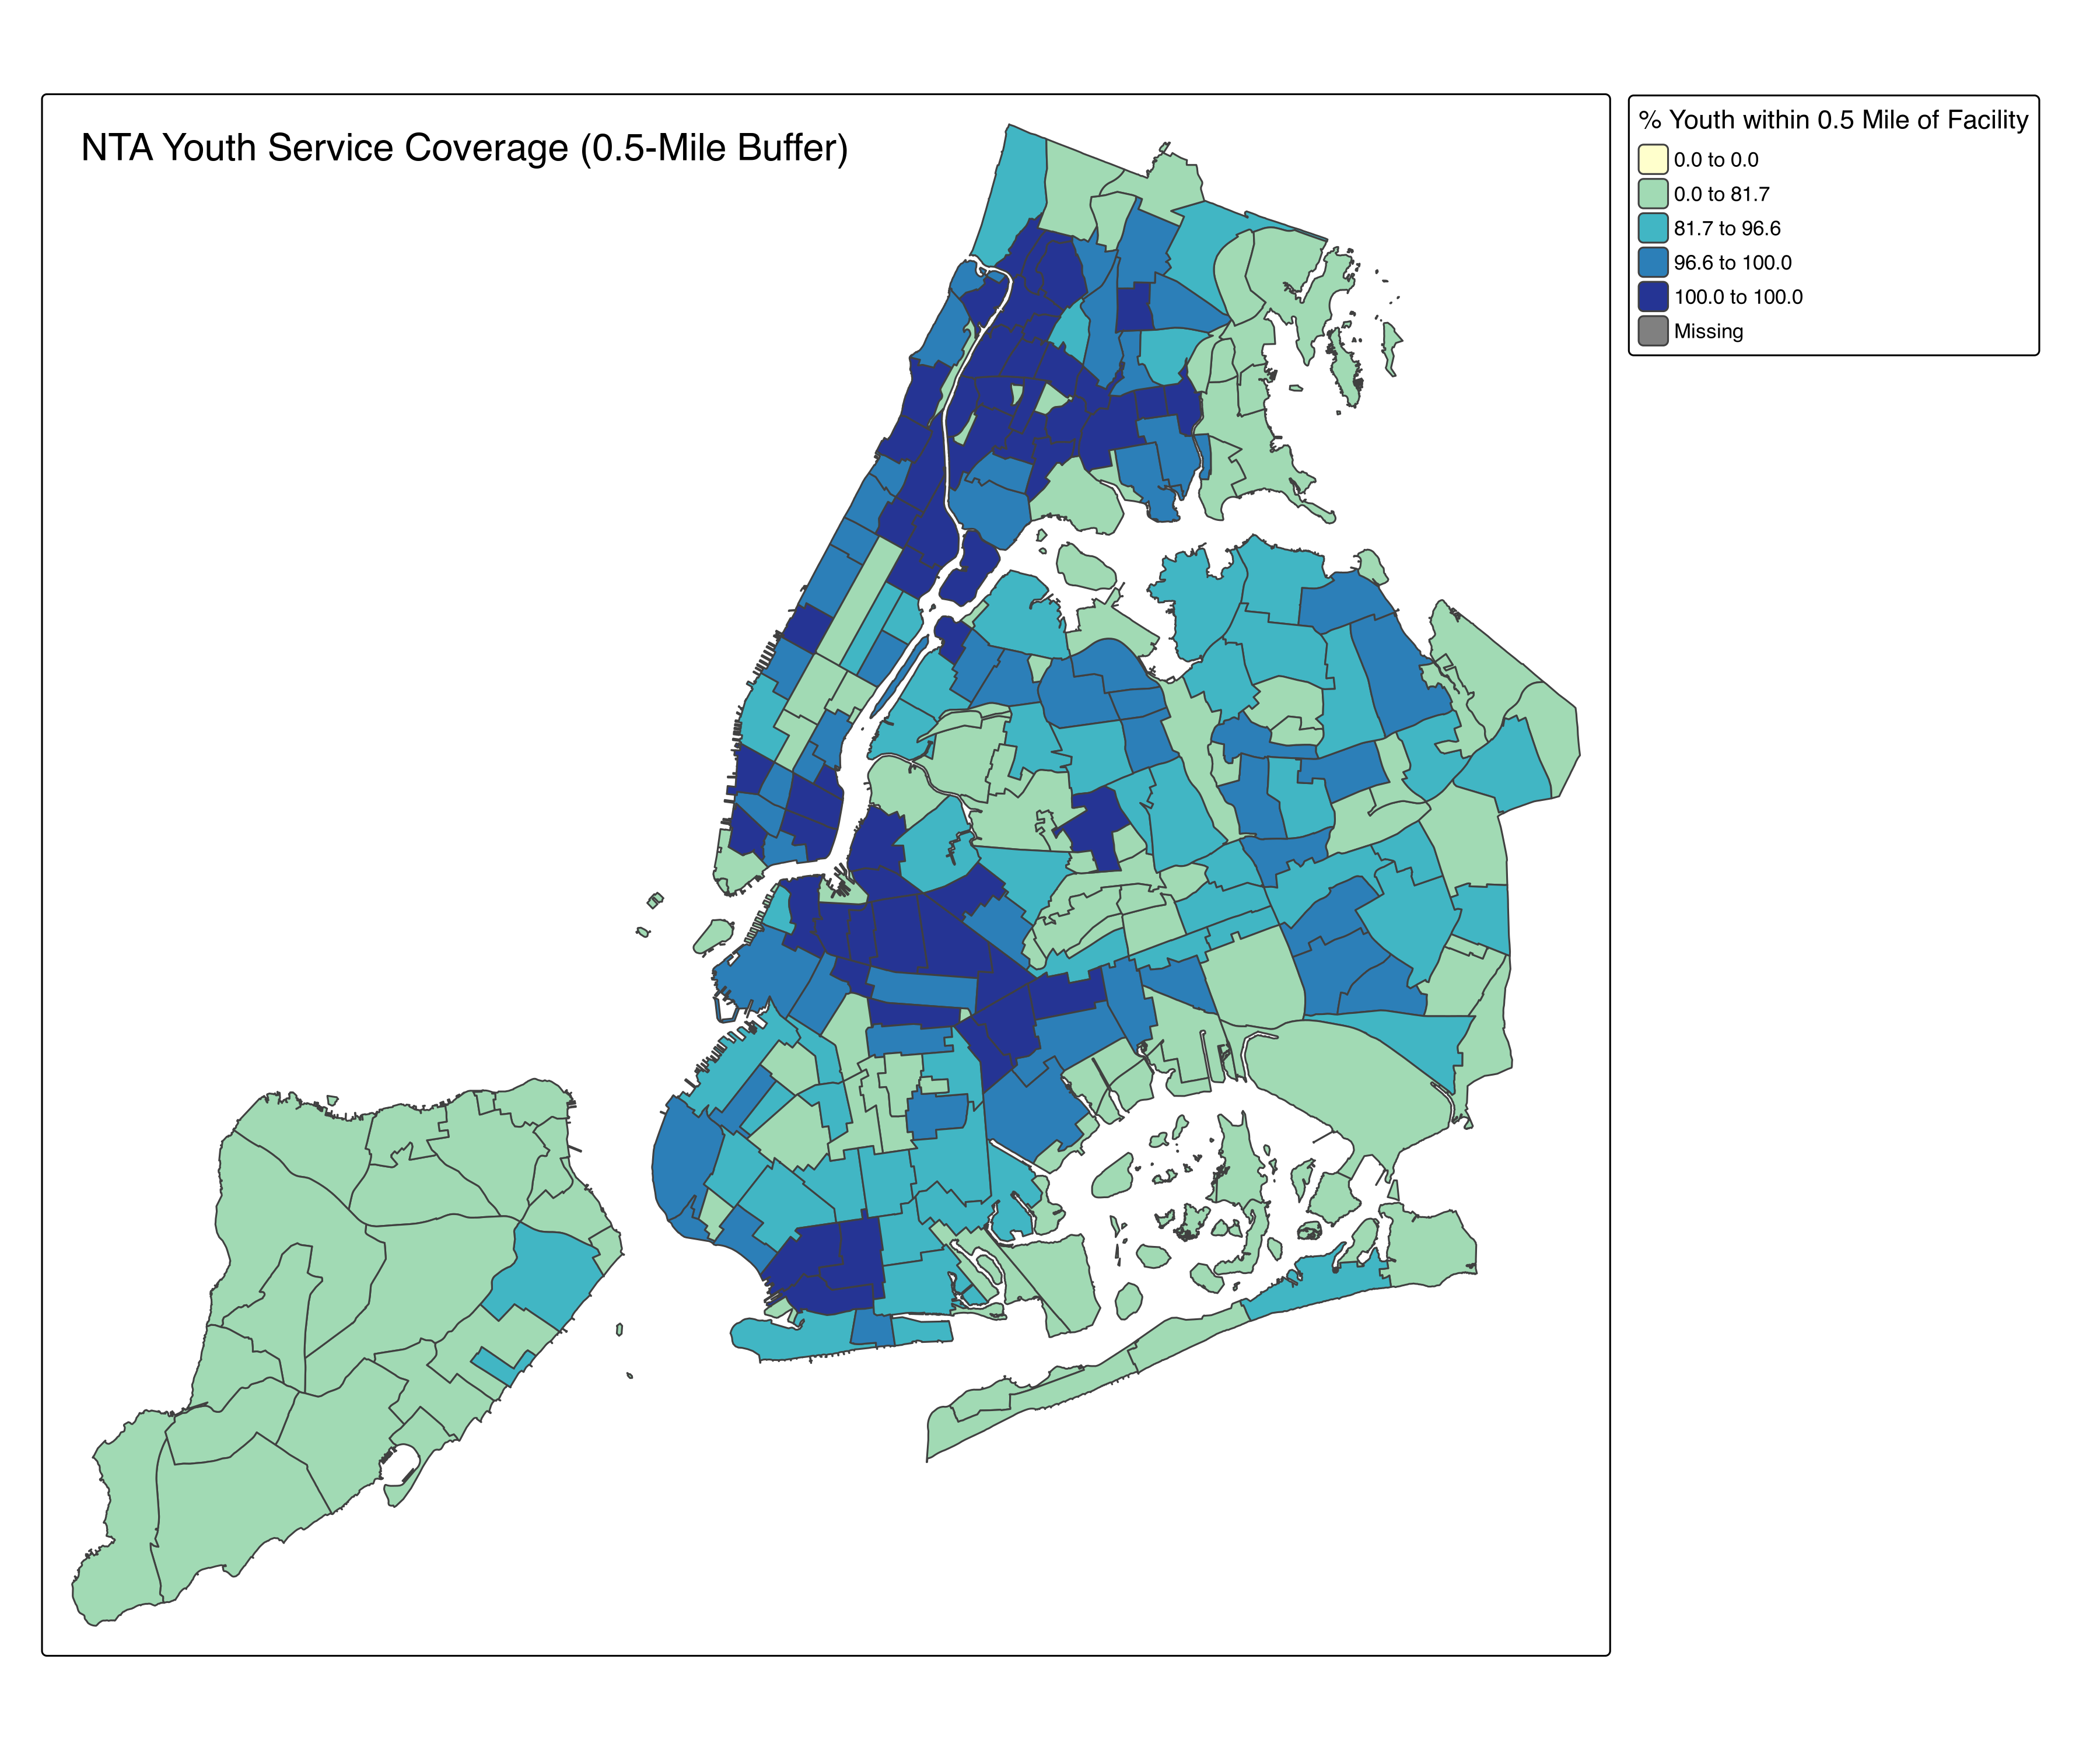 NTA Youth Service Coverage (0.5-Mile Buffer)
% Youth within 0.5 Mile of Facility
0.0 to 0.0
0.0 to 81.7
81.7 to 96.6
96.6 to 100.0
100.0 to 100.0
Missing